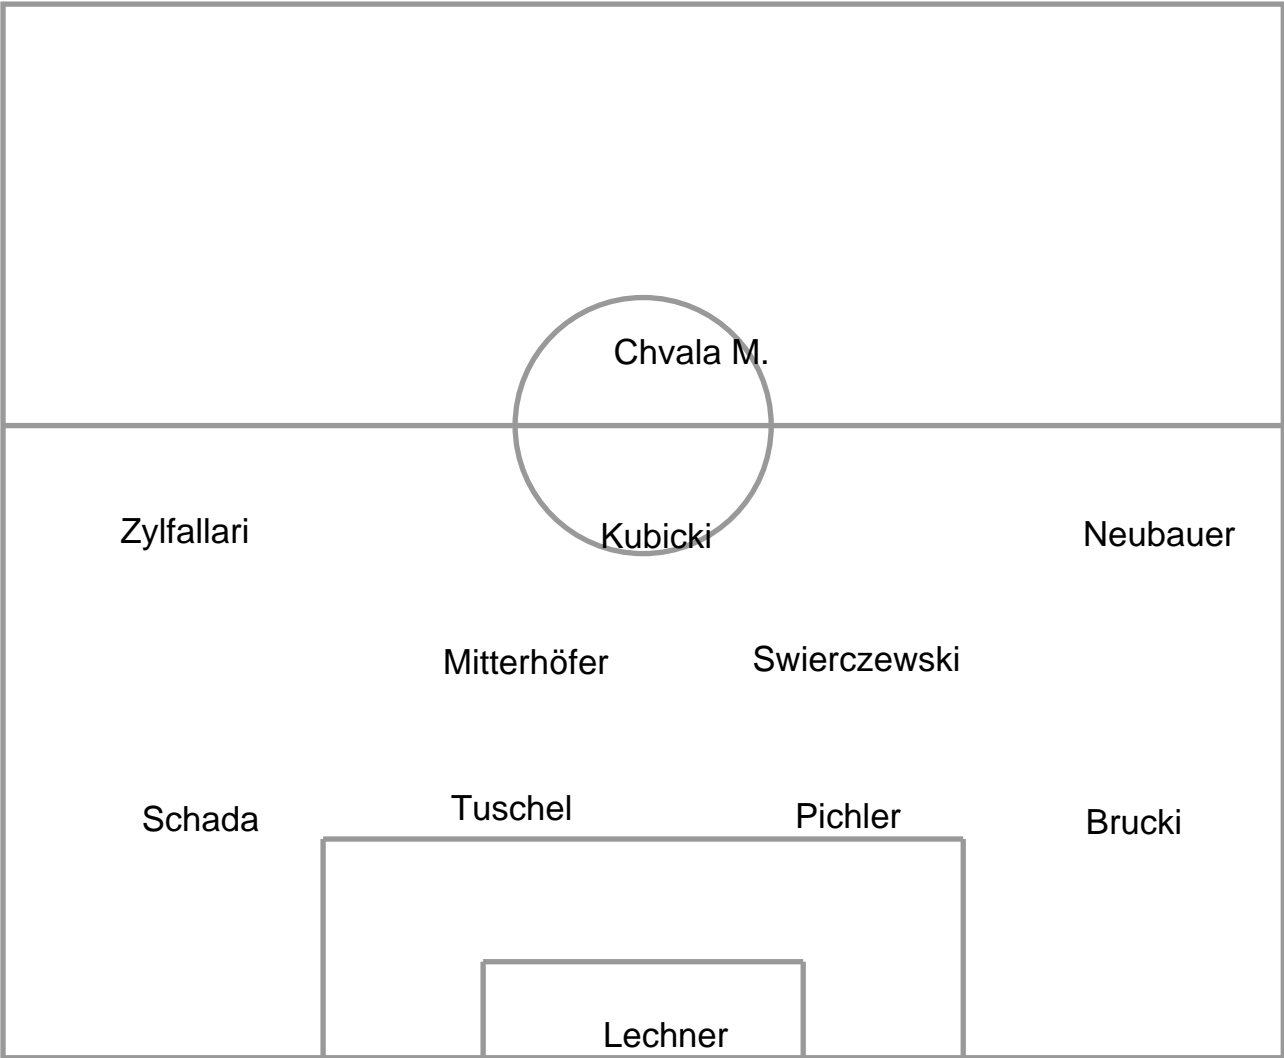 Chvala M.
Zylfallari
Kubicki
Neubauer
Mitterhöfer
Swierczewski
Schada
Tuschel
Pichler
Brucki
Lechner